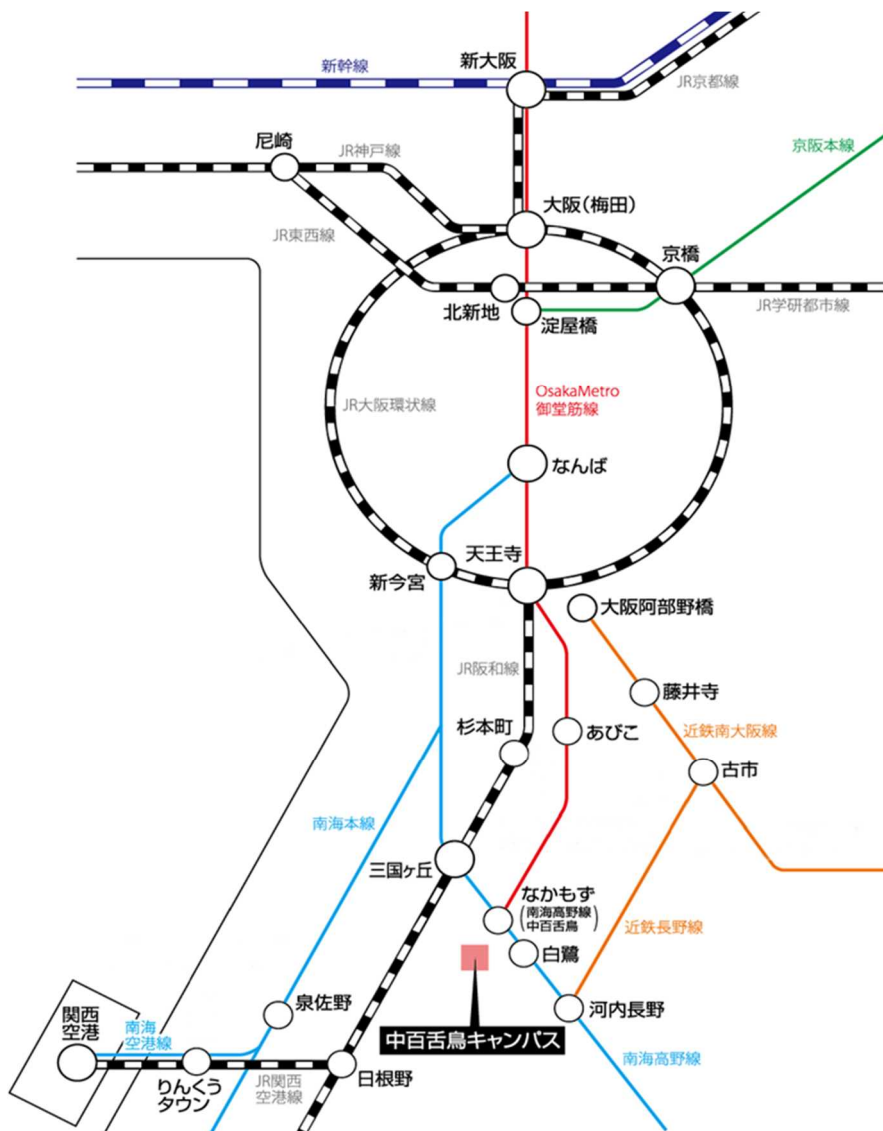 新大阪
新幹線
JR京都線
尼崎
JR神戸線
京阪本線
大阪(梅田)
JR東西線
京橋
北新地
淀屋橋
JR学研都市線
JR大阪環状線
OsakaMetro
御堂筋線
なんば
天王寺
新今宮
大阪阿部野橋
JR阪和線
藤井寺
杉本町
あびこ
近鉄南大阪線
古市
南海本線
三国ヶ丘
なかもず
(南海高野線
中百舌鳥)
近鉄長野線
白鷺
泉佐野
河内長野
関西
空港
南海
空港線
中百舌鳥キャンパス
南海高野線
りんくう
タウン
JR関西
空港線
日根野